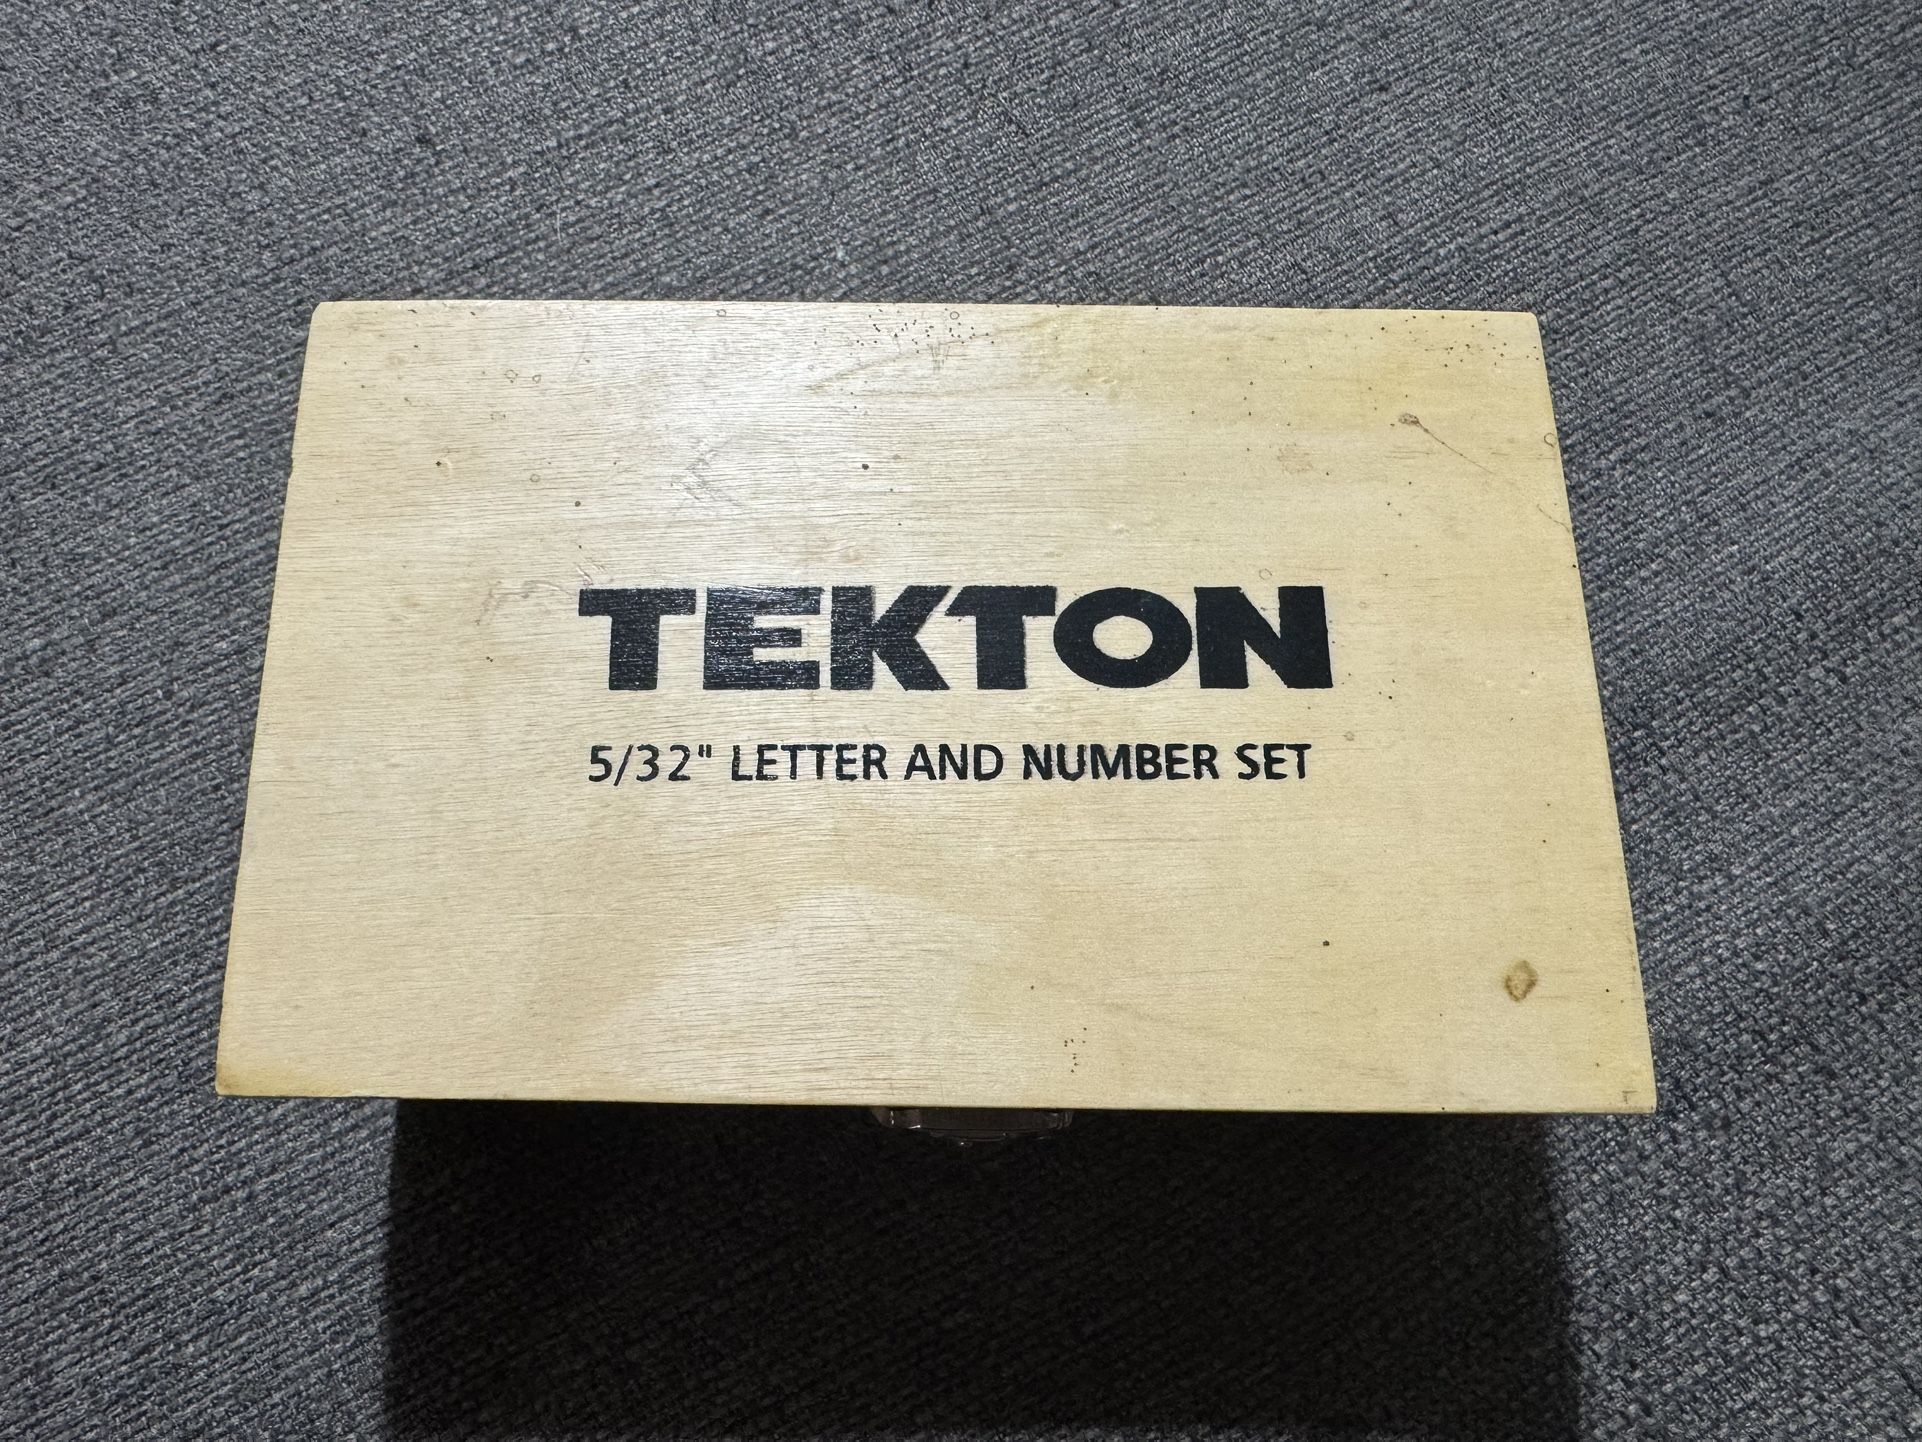 TEKTON
5/32" LETTER AND NUMBER SET